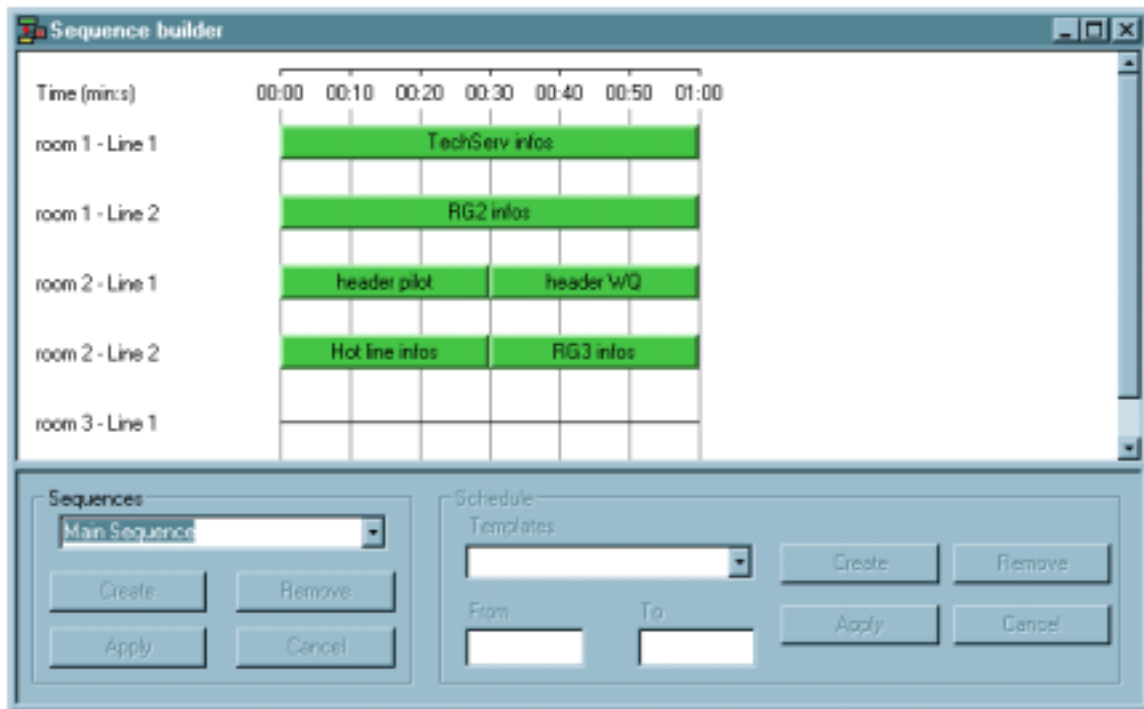 Sequence builder
Time (min:s) 00:00 00:10 00:20 00:30 00:40 00:50 01:00
room 1 - Line 1 TechServ infos
room 1 - Line 2 RG2 infos
room 2 - Line 1 header pilot header WQ
room 2 - Line 2 Hot line infos RG3 infos
room 3 - Line 1
Sequences
Main Sequence
Create Remove
Apply Cancel
Schedule
Templates
Create Remove
From To
Apply Cancel